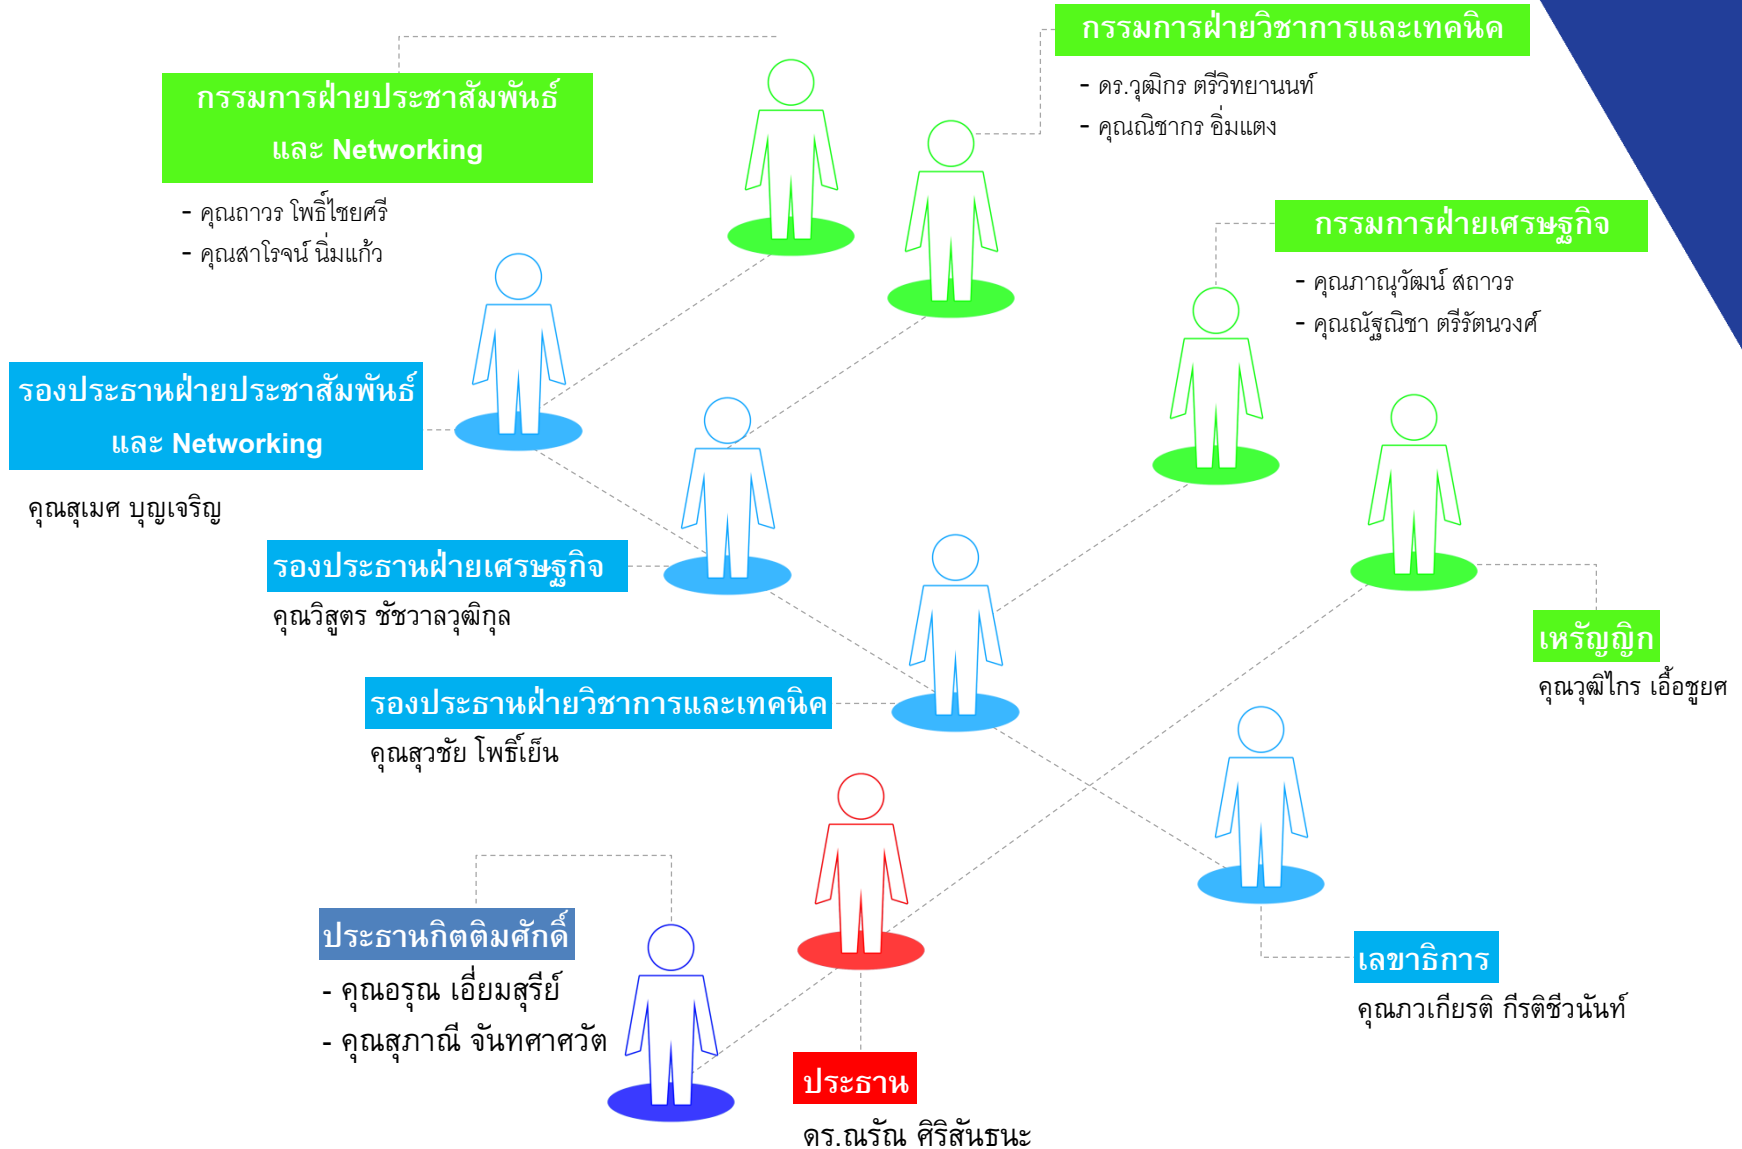 กรรมการฝ่ายวิชาการและเทคนิค
- ดร.วุฒิกร ตรีวิทยานนท์
- คุณณิชากร อิ่มแตง
กรรมการฝ่ายประชาสัมพันธ์
และ Networking
- คุณถาวร โพธิ์ไชยศรี
- คุณสาโรจน์ นิ่มแก้ว
กรรมการฝ่ายเศรษฐกิจ
- คุณภาณุวัฒน์ สถาวร
- คุณณัฐณิชา ตรีรัตนวงศ์
รองประธานฝ่ายประชาสัมพันธ์
และ Networking
คุณสุเมศ บุญเจริญ
รองประธานฝ่ายเศรษฐกิจ
คุณวิสูตร ชัชวาลวุฒิกุล
เหรัญญิก
คุณวุฒิไกร เอื้อชูยศ
รองประธานฝ่ายวิชาการและเทคนิค
คุณสุวชัย โพธิ์เย็น
ประธานกิตติมศักดิ์
- คุณอรุณ เอี่ยมสุรีย์
- คุณสุภาณี จันทศาศวัต
เลขาธิการ
คุณภวเกียรติ กีรติชีวนันท์
ประธาน
ดร.ณรัณ ศิริสันธนะ